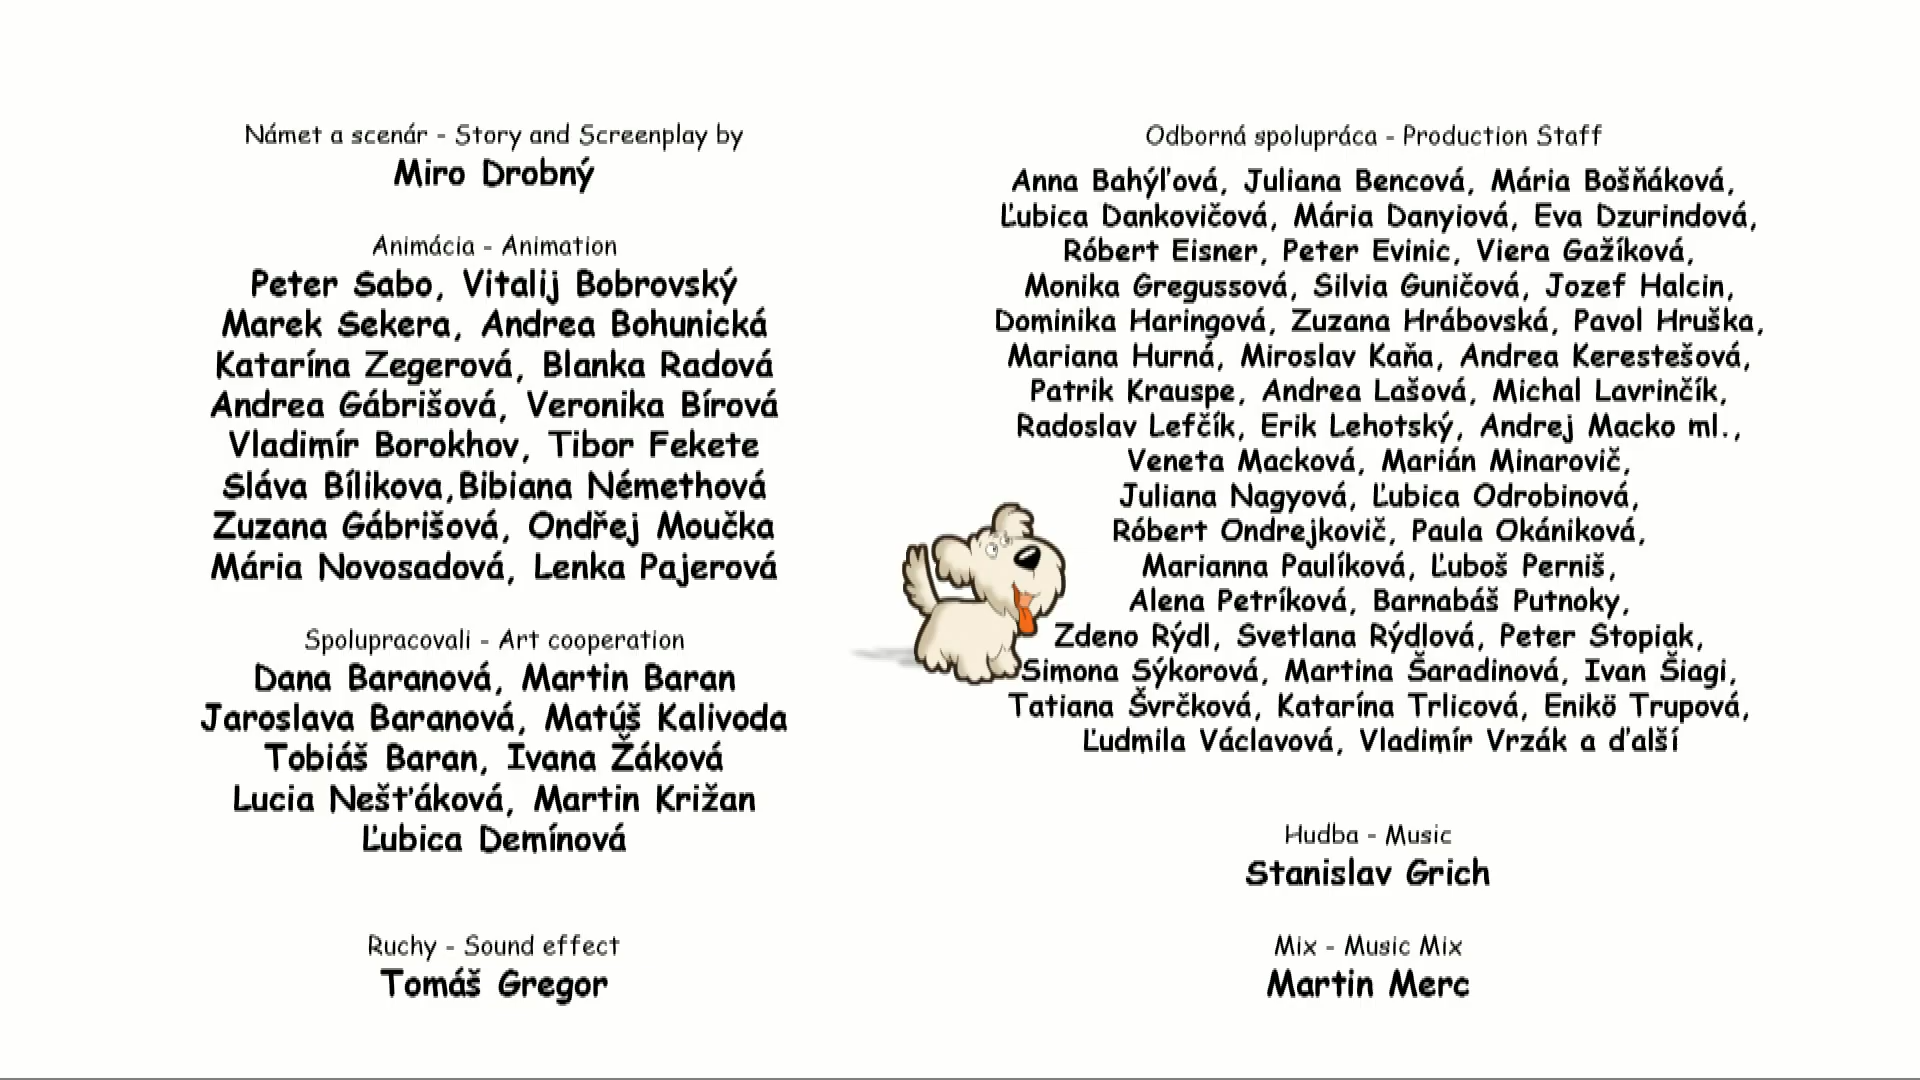 Námet a scenár - Story and Screenplay by
Miro Drobný
Animácia - Animation
Peter Sabo, Vitalij Bobrovský
Marek Sekera, Andrea Bohunická
Katarína Zegerová, Blanka Radová
Andrea Gábrišová, Veronika Bírová
Vladimír Borokhov, Tibor Fekete
Sláva Bílikova,Bibiana Némethová
Zuzana Gábrišová, Ondřej Moučka
Mária Novosadová, Lenka Pajerová
Spolupracovali - Art cooperation
Dana Baranová, Martin Baran
Jaroslava Baranová, Matúš Kalivoda
Tobiáš Baran, Ivana Žáková
Lucia Nešťáková, Martin Križan
Ľubica Demínová
Ruchy - Sound effect
Tomáš Gregor
Odborná spolupráca - Production Staff
Anna Bahýľová, Juliana Bencová, Mária Bošňáková,
Ľubica Dankovičová, Mária Danyiová, Eva Dzurindová,
Róbert Eisner, Peter Evinic, Viera Gažíková,
Monika Gregussová, Silvia Guničová, Jozef Halcin,
Dominika Haringová, Zuzana Hrábovská, Pavol Hruška,
Mariana Hurná, Miroslav Kaňa, Andrea Kerestešová,
Patrik Krauspe, Andrea Lašová, Michal Lavrinčík,
Radoslav Lefčík, Erik Lehotský, Andrej Macko ml.,
Veneta Macková, Marián Minarovič,
Juliana Nagyová, Ľubica Odrobinová,
Róbert Ondrejkovič, Paula Okániková,
Marianna Paulíková, Ľuboš Perniš,
Alena Petríková, Barnabáš Putnoky,
Zdeno Rýdl, Svetlana Rýdlová, Peter Stopiak,
Simona Sýkorová, Martina Šaradinová, Ivan Šiagi,
Tatiana Švrčková, Katarína Trlicová, Enikö Trupová,
Ľudmila Václavová, Vladimír Vrzák a ďalší
Hudba - Music
Stanislav Grich
Mix - Music Mix
Martin Merc